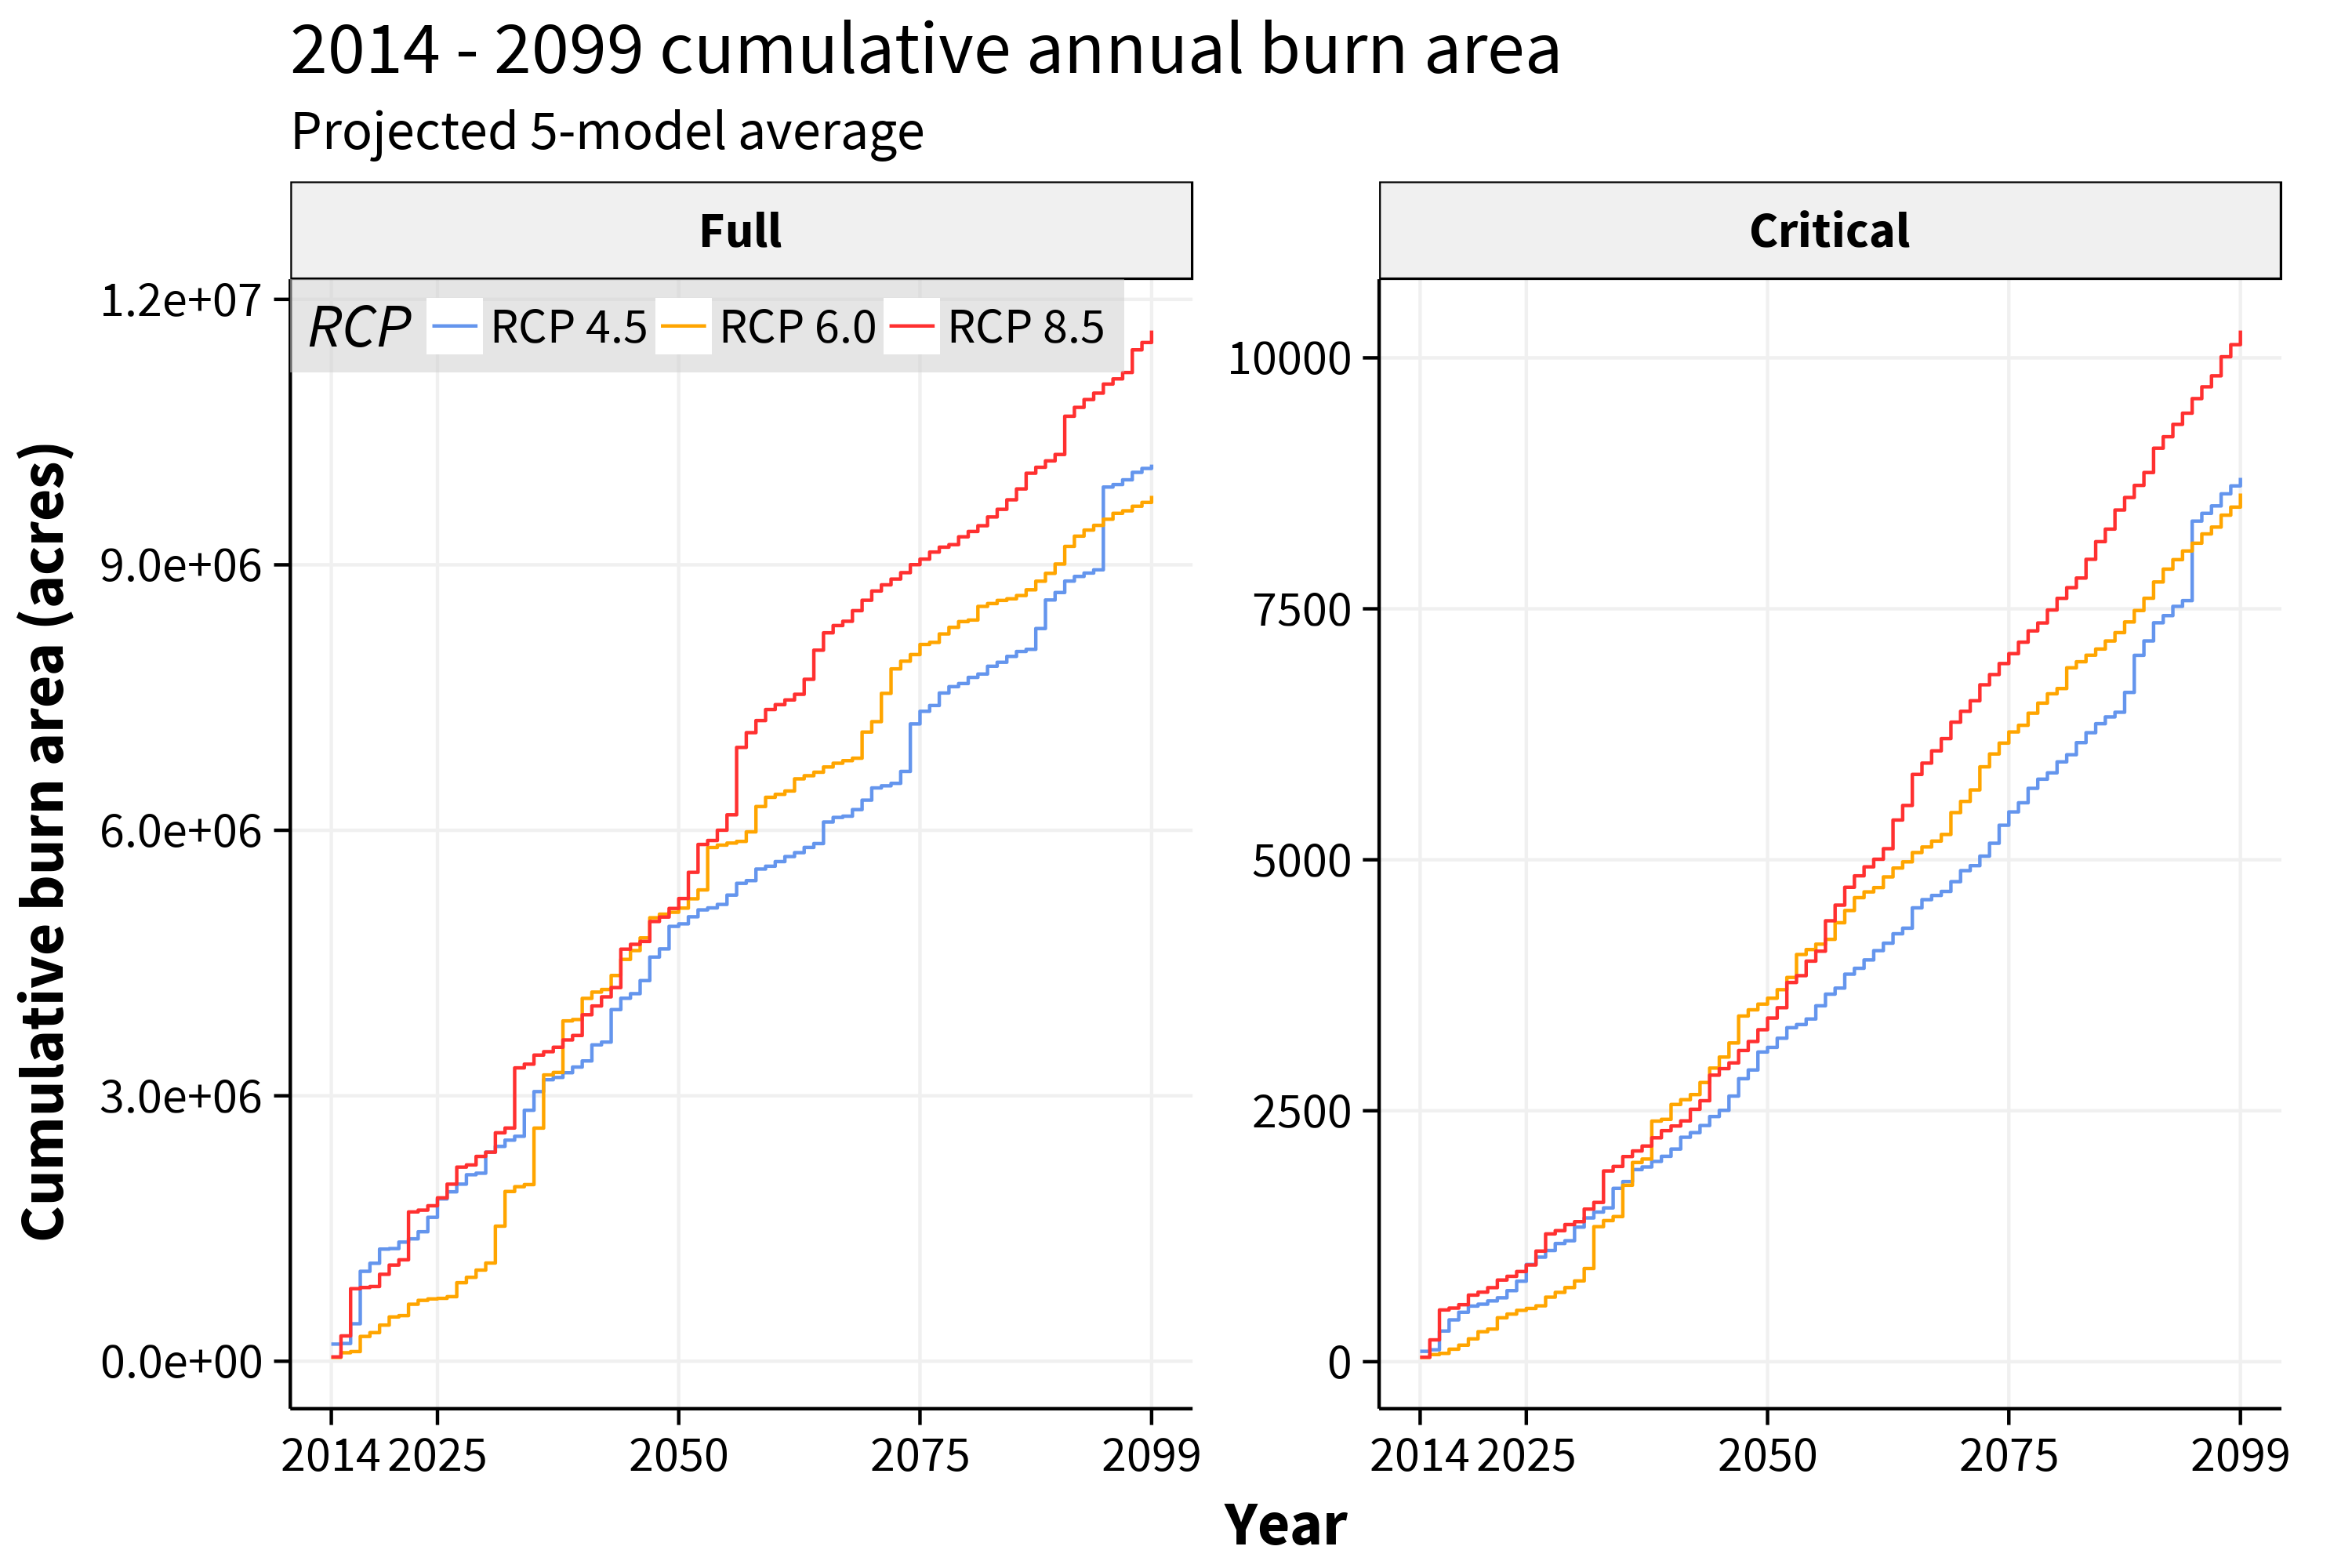 2014 - 2099 cumulative annual burn area
Projected 5-model average
Full
Critical
RCP RCP 4.5 RCP 6.0 RCP 8.5
Cumulative burn area (acres)
1.2e+07
9.0e+06
6.0e+06
3.0e+06
0.0e+00
10000
7500
5000
2500
0
2014 2025 2050 2075 2099
2014 2025 2050 2075 2099
Year